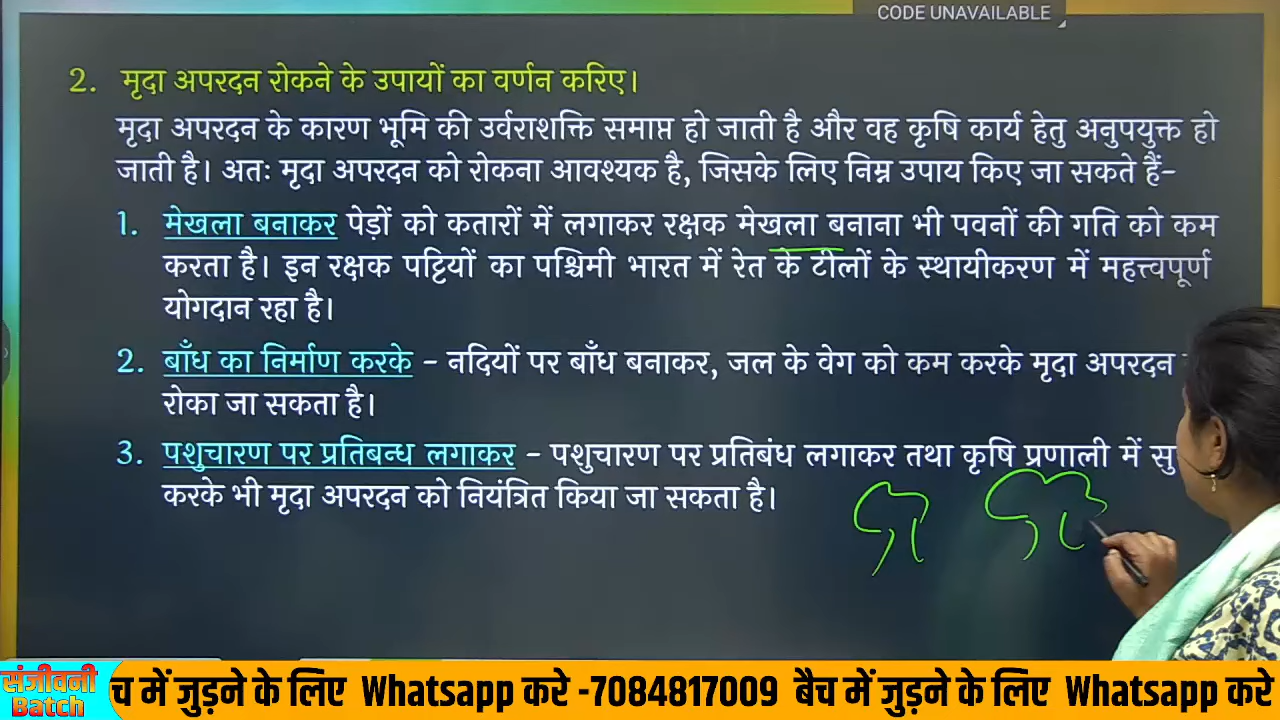 CODE UNAVAILABLE
2. मृदा अपरदन रोकने के उपायों का वर्णन करिए।
मृदा अपरदन के कारण भूमि की उर्वराशक्ति समाप्त हो जाती है और वह कृषि कार्य हेतु अनुपयुक्त हो
जाती है। अतः मृदा अपरदन को रोकना आवश्यक है, जिसके लिए निम्न उपाय किए जा सकते हैं-
1. मेखला बनाकर पेड़ों को कतारों में लगाकर रक्षक मेखला बनाना भी पवनों की गति को कम
करता है। इन रक्षक पट्टियों का पश्चिमी भारत में रेत के टीलों के स्थायीकरण में महत्त्वपूर्ण
योगदान रहा है।
2. बाँध का निर्माण करके - नदियों पर बाँध बनाकर, जल के वेग को कम करके मृदा अपरदन
रोका जा सकता है।
3. पशुचारण पर प्रतिबन्ध लगाकर - पशुचारण पर प्रतिबंध लगाकर तथा कृषि प्रणाली में सु
करके भी मृदा अपरदन को नियंत्रित किया जा सकता है।
संजीवनी
Batch
च में जुड़ने के लिए Whatsapp करे -7084817009 बैच में जुड़ने के लिए Whatsapp करे